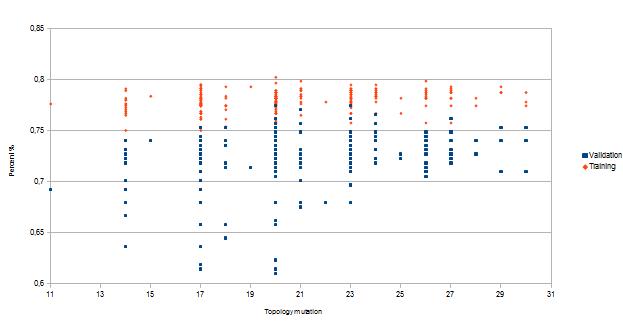 0,85
0,8
0,75
0,7
0,65
0,6
Percent %
11 13 15 17 19 21 23 25 27 29 31
Topology mutation
Validation
Training